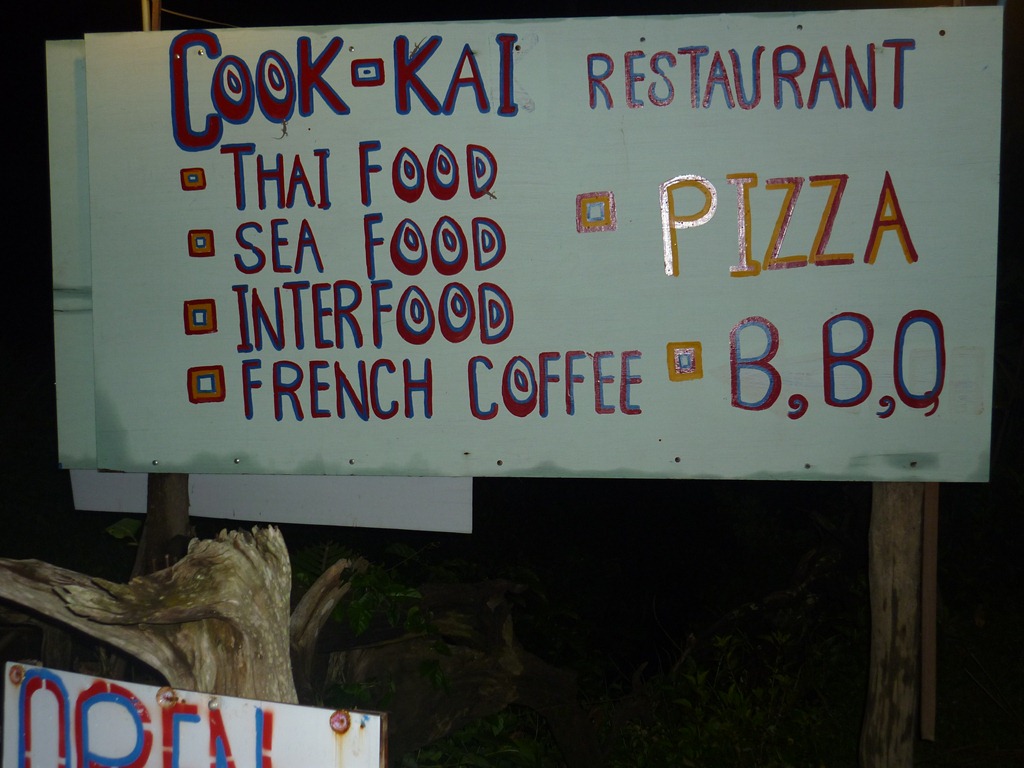 COOK-KAI RESTAURANT
THAI FOOD
SEA FOOD
INTERFOOD
FRENCH COFFEE
PIZZA
B,B,Q
OPEN